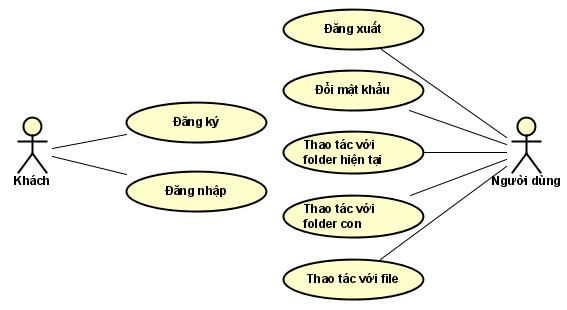 Đăng xuất
Đổi mật khẩu
Đăng ký
Thao tác với
folder hiện tại
Khách
Người dùng
Đăng nhập
Thao tác với
folder con
Thao tác với file